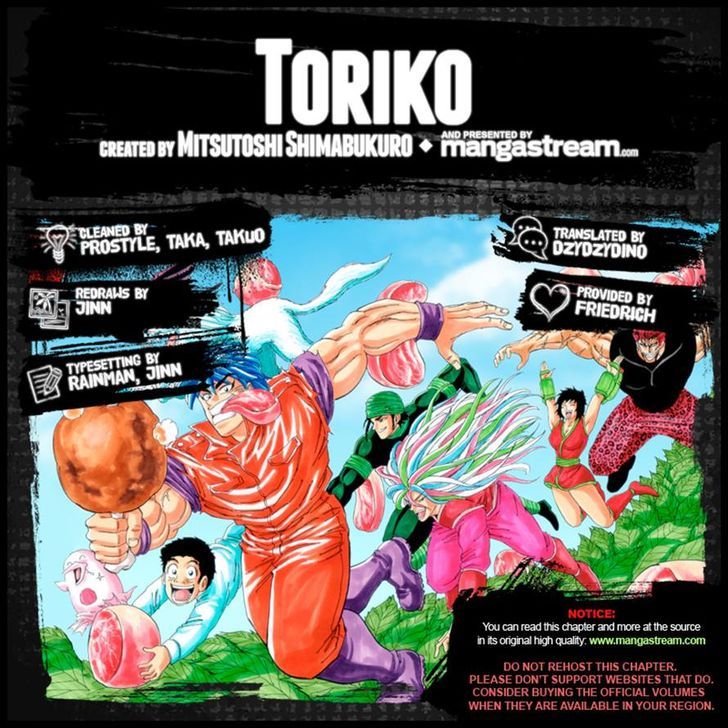 TORIKO
CREATED BY MITSUTOSHI SHIMABUKURO ◆ AND PRESENTED BY mangastream.com
CLEANED BY
PROSTYLE, TAKA, TAKUO
REDRAWS BY
JINN
TYPESETTING BY
RAINMAN, JINN
TRANSLATED BY
DZYDZYDINO
PROVIDED BY
FRIEDRICH
NOTICE:
You can read this chapter and more at the source
in its original high quality: www.mangastream.com
DO NOT REHOST THIS CHAPTER.
PLEASE DON'T SUPPORT WEBSITES THAT DO.
CONSIDER BUYING THE OFFICIAL VOLUMES
WHEN THEY ARE AVAILABLE IN YOUR REGION.